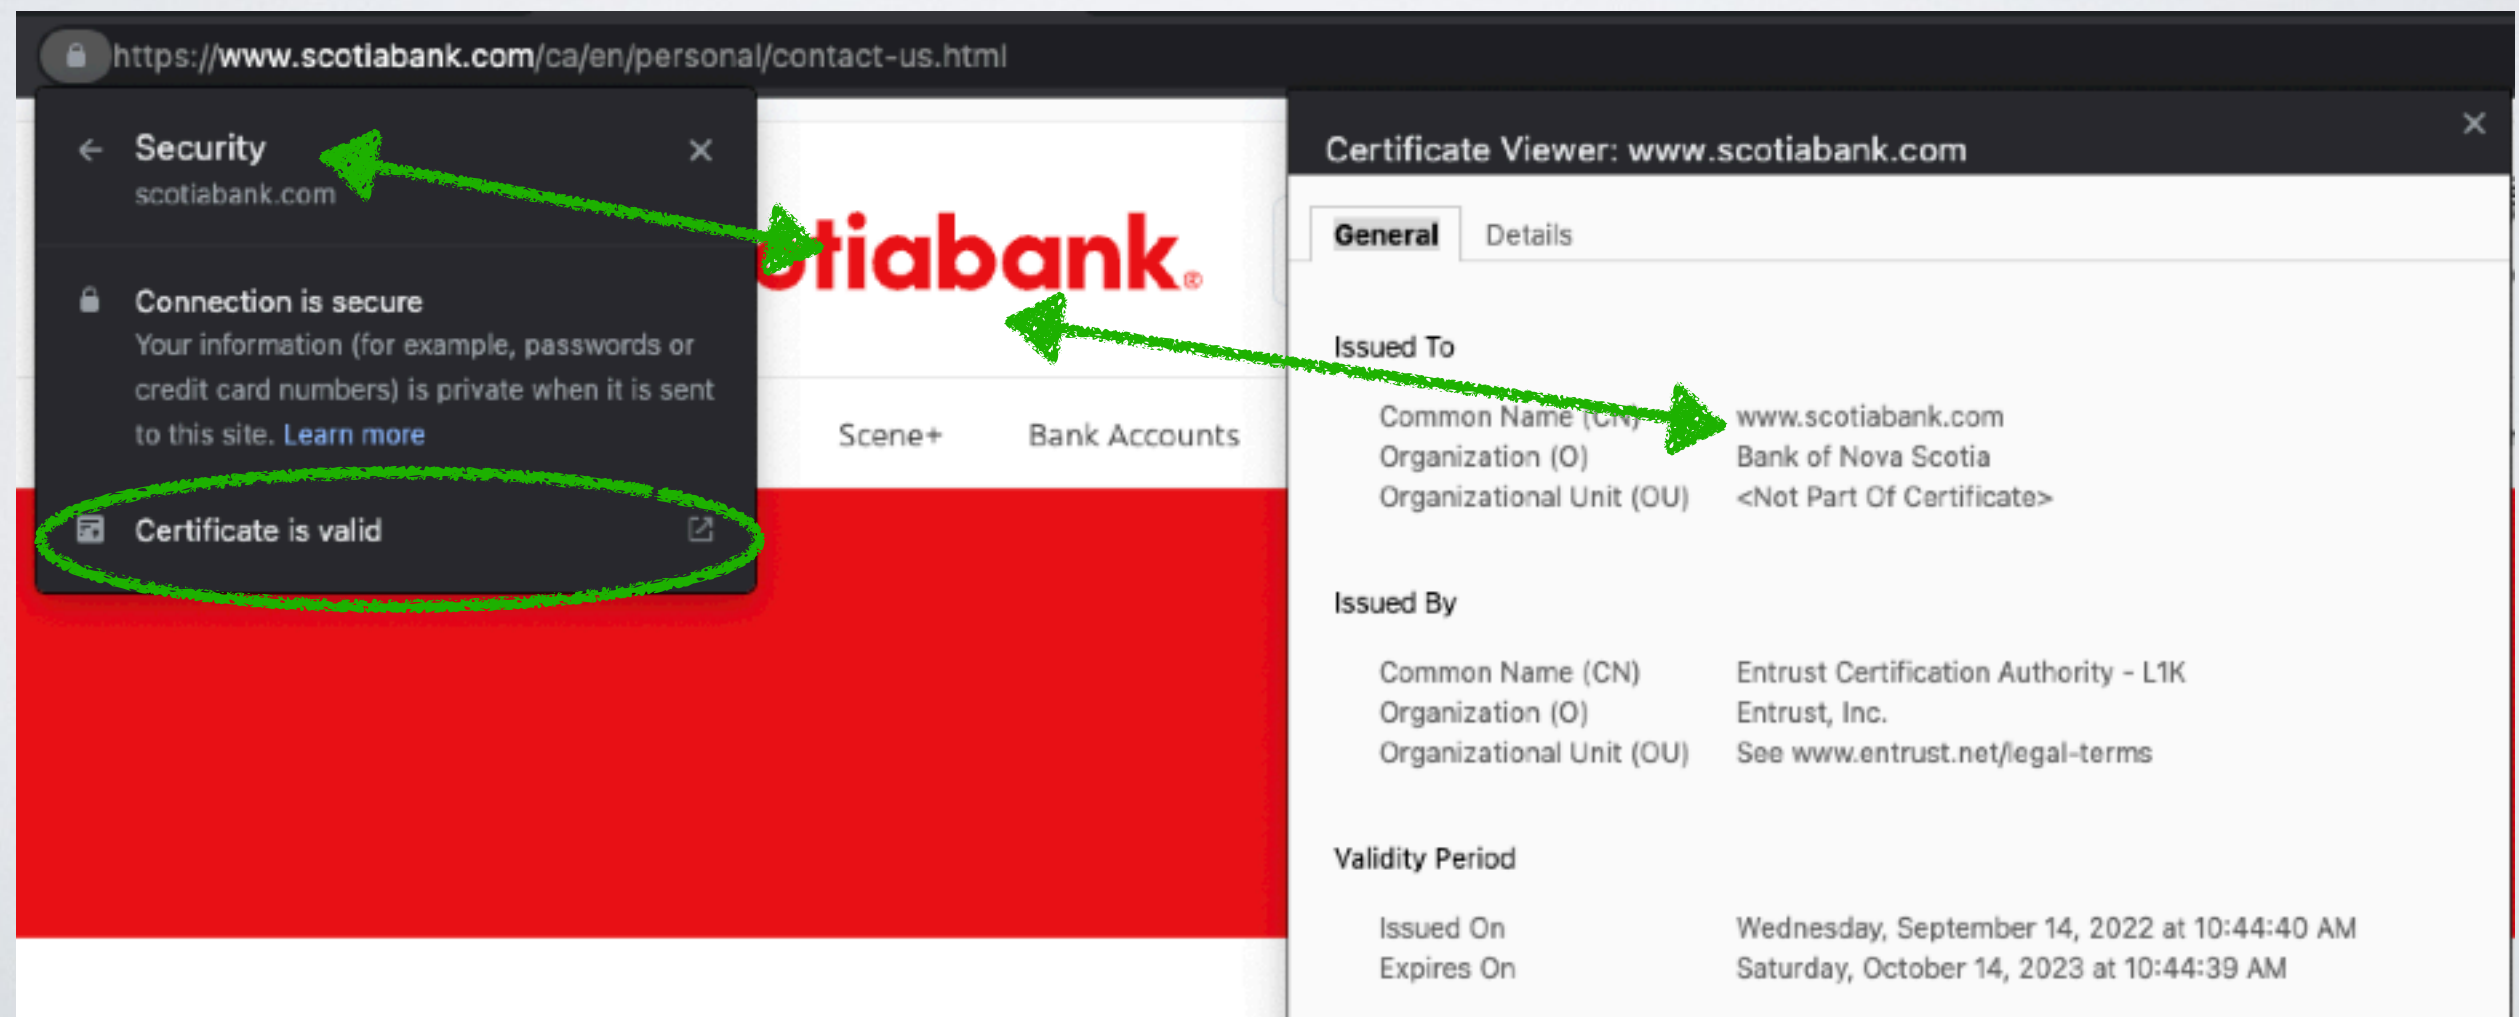 https://www.scotiabank.com/ca/en/personal/contact-us.html
Security
scotiabank.com
Connection is secure
Your information (for example, passwords or
credit card numbers) is private when it is sent
to this site. Learn more
Certificate is valid
otiabank®
Scene+ Bank Accounts
Certificate Viewer: www.scotiabank.com
General Details
Issued To
Common Name (CN) www.scotiabank.com
Organization (O) Bank of Nova Scotia
Organizational Unit (OU) <Not Part Of Certificate>
Issued By
Common Name (CN) Entrust Certification Authority - L1K
Organization (O) Entrust, Inc.
Organizational Unit (OU) See www.entrust.net/legal-terms
Validity Period
Issued On Wednesday, September 14, 2022 at 10:44:40 AM
Expires On Saturday, October 14, 2023 at 10:44:39 AM